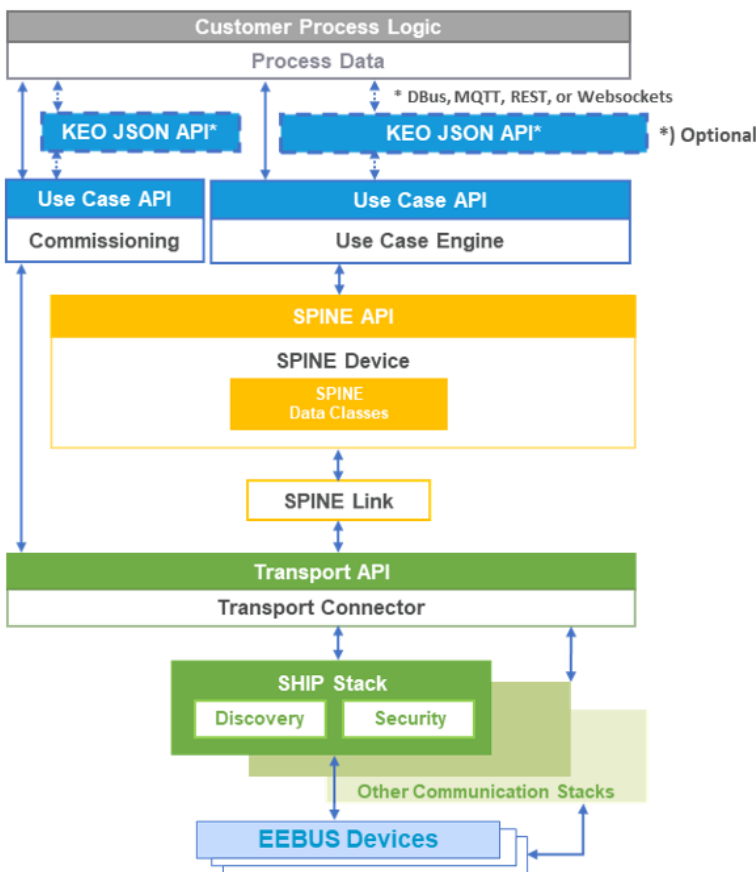 Customer Process Logic
Process Data
* DBus, MQTT, REST, or Websockets
KEO JSON API*
KEO JSON API*
*) Optional
Use Case API
Use Case API
Commissioning
Use Case Engine
SPINE API
SPINE Device
SPINE
Data Classes
SPINE Link
Transport API
Transport Connector
SHIP Stack
Discovery
Security
Other Communication Stacks
EEBUS Devices